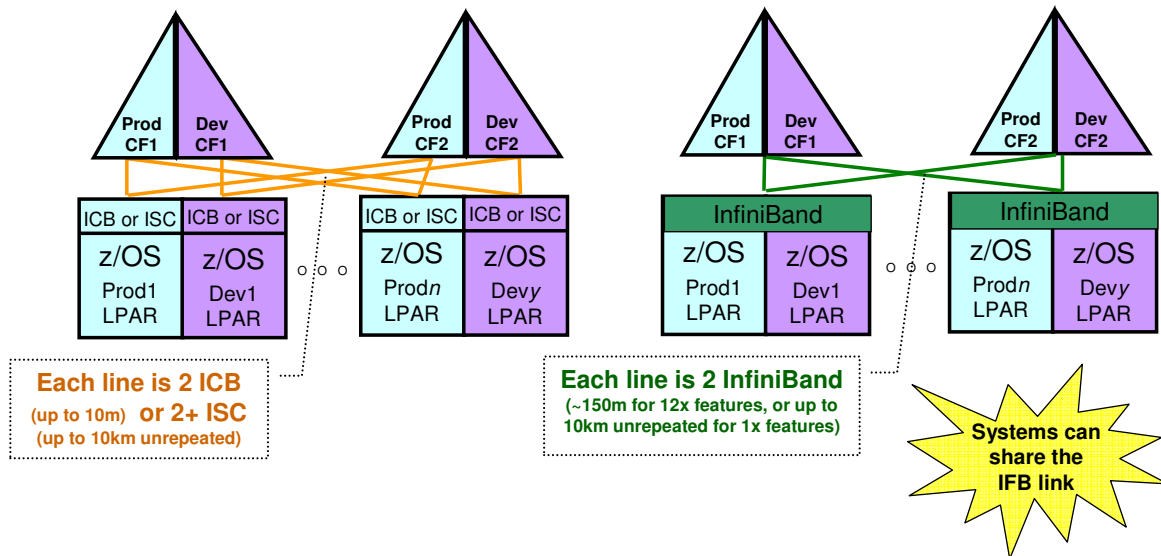 Prod
CF1
Dev
CF1
Prod
CF2
Dev
CF2
ICB or ISC
ICB or ISC
z/OS
Prod1
LPAR
z/OS
Dev1
LPAR
o o o
ICB or ISC
ICB or ISC
z/OS
Prodn
LPAR
z/OS
Devy
LPAR
Each line is 2 ICB
(up to 10m) or 2+ ISC
(up to 10km unrepeated)
Prod
CF1
Dev
CF1
Prod
CF2
Dev
CF2
InfiniBand
z/OS
Prod1
LPAR
z/OS
Dev1
LPAR
o o o
InfiniBand
z/OS
Prodn
LPAR
z/OS
Devy
LPAR
Each line is 2 InfiniBand
(~150m for 12x features, or up to
10km unrepeated for 1x features)
Systems can
share the
IFB link